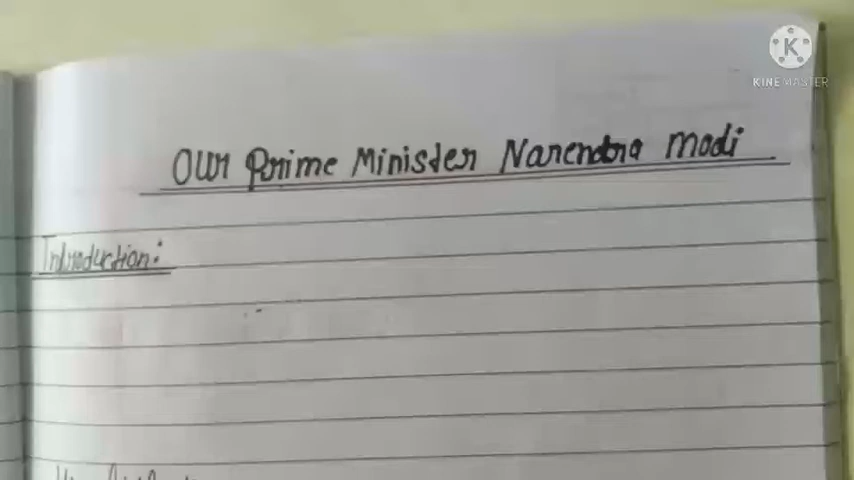 K
KINEMASTER
Our Prime Minister Narendra Modi
Introduction: